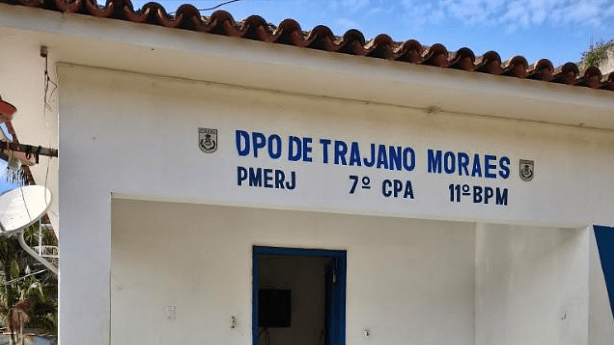 DPO DE TRAJANO MORAES
PMERJ 7º CPA 11º BPM